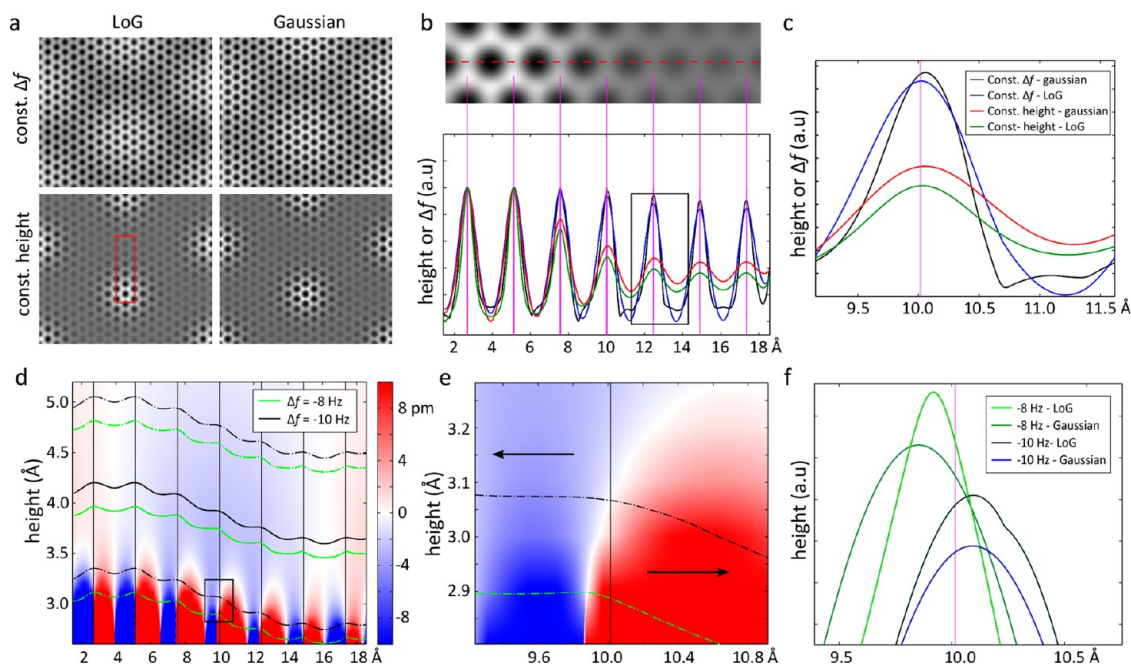 a
LoG
Gaussian
const. Δf
const. height
b
height or Δf (a.u)
2 4 6 8 10 12 14 16 18 Å
c
Const. Δf - gaussian
Const. Δf - LoG
Const. height - gaussian
Const- height - LoG
height or Δf (a.u)
9.5 10.0 10.5 11.0 11.5 Å
d
Δf = -8 Hz
Δf = -10 Hz
height (Å)
5.0
4.5
4.0
3.5
3.0
2 4 6 8 10 12 14 16 18 Å
8 pm
4
0
-4
-8
e
height (Å)
3.2
3.1
3.0
2.9
9.6 10.0 10.4 10.8 Å
f
-8 Hz - LoG
-8 Hz - Gaussian
-10 Hz- LoG
-10 Hz - Gaussian
height (a.u)
9.5 10.0 10.5 Å